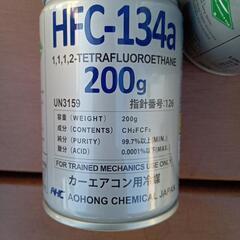 HFC-134a
1,1,1,2-TETRAFLUOROETHANE
200g
UN3159 指針番号:126
容量 (WEIGHT) 200g
成分 (CONTENTS) CH₂FCF₃
純分 (PURITY) 99.7%以上(MIN.)
酸分 (ACID) 0.0001%以下(MAX.)
FOR TRAINED MECHANICS USE ONLY
カーエアコン用冷媒
AHC AOHONG CHEMICAL JAPAN